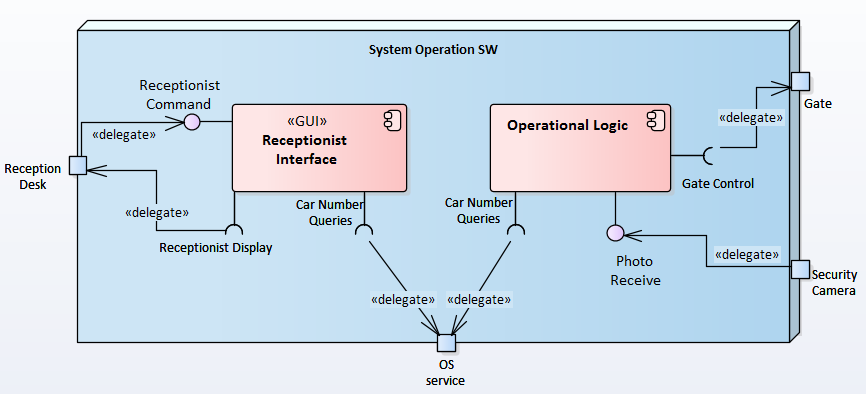 System Operation SW
Receptionist
Command
«GUI»
Receptionist
Interface
Operational Logic
Gate
«delegate»
«delegate»
Reception
Desk
Gate Control
Car Number
Queries
Car Number
Queries
«delegate»
Receptionist Display
«delegate»
Photo
Receive
Security
Camera
«delegate»
«delegate»
OS
service